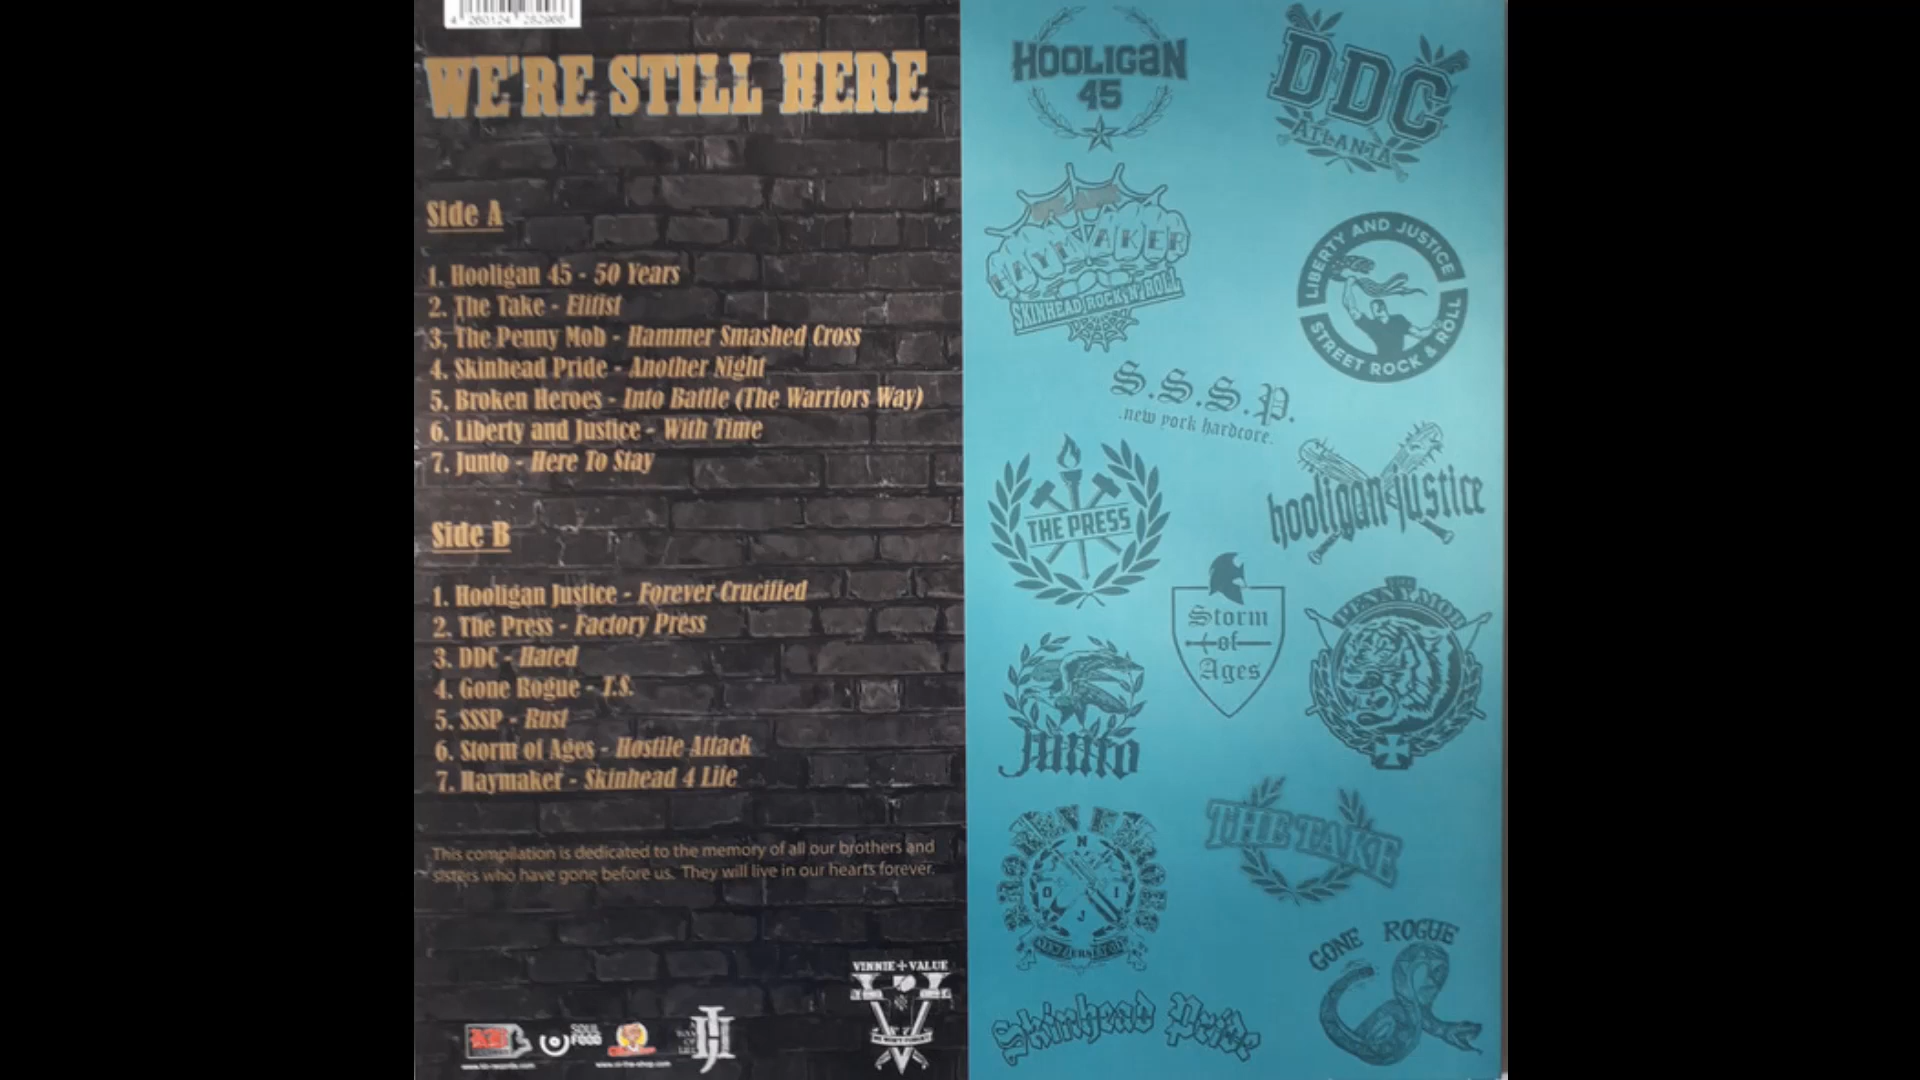 4 260124 282986
WE'RE STILL HERE
Side A
1. Hooligan 45 - 50 Years
2. The Take - Elitist
3. The Penny Mob - Hammer Smashed Cross
4. Skinhead Pride - Another Night
5. Broken Heroes - Into Battle (The Warriors Way)
6. Liberty and Justice - With Time
7. Junto - Here To Stay
Side B
1. Hooligan Justice - Forever Crucified
2. The Press - Factory Press
3. DDC - Hated
4. Gone Rogue - T.S.
5. SSSP - Rust
6. Storm of Ages - Hostile Attack
7. Haymaker - Skinhead 4 Life
This compilation is dedicated to the memory of all our brothers and
sisters who have gone before us. They will live in our hearts forever.
VINNIE + VALUE
SOUL
FOOD
HOOLIGAN
45
DDC
ATLANTA
HAYMAKER
SKINHEAD ROCK'N'ROLL
LIBERTY AND JUSTICE
STREET ROCK & ROLL
S.S.S.P.
.new york hardcore.
THE PRESS
hooligan justice
Storm
of
Ages
THE
PENNY MOB
Junto
N
O I
J
THE TAKE
GONE ROGUE
Skinhead Pride